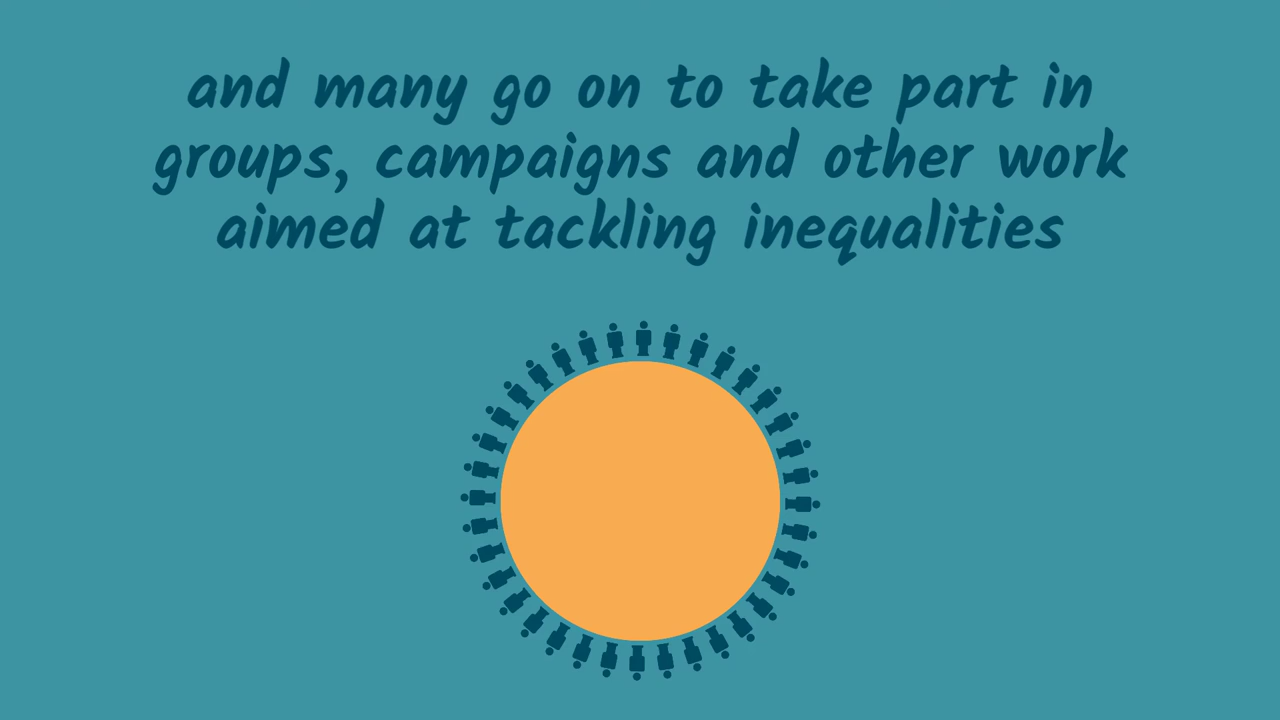 and many go on to take part in
groups, campaigns and other work
aimed at tackling inequalities